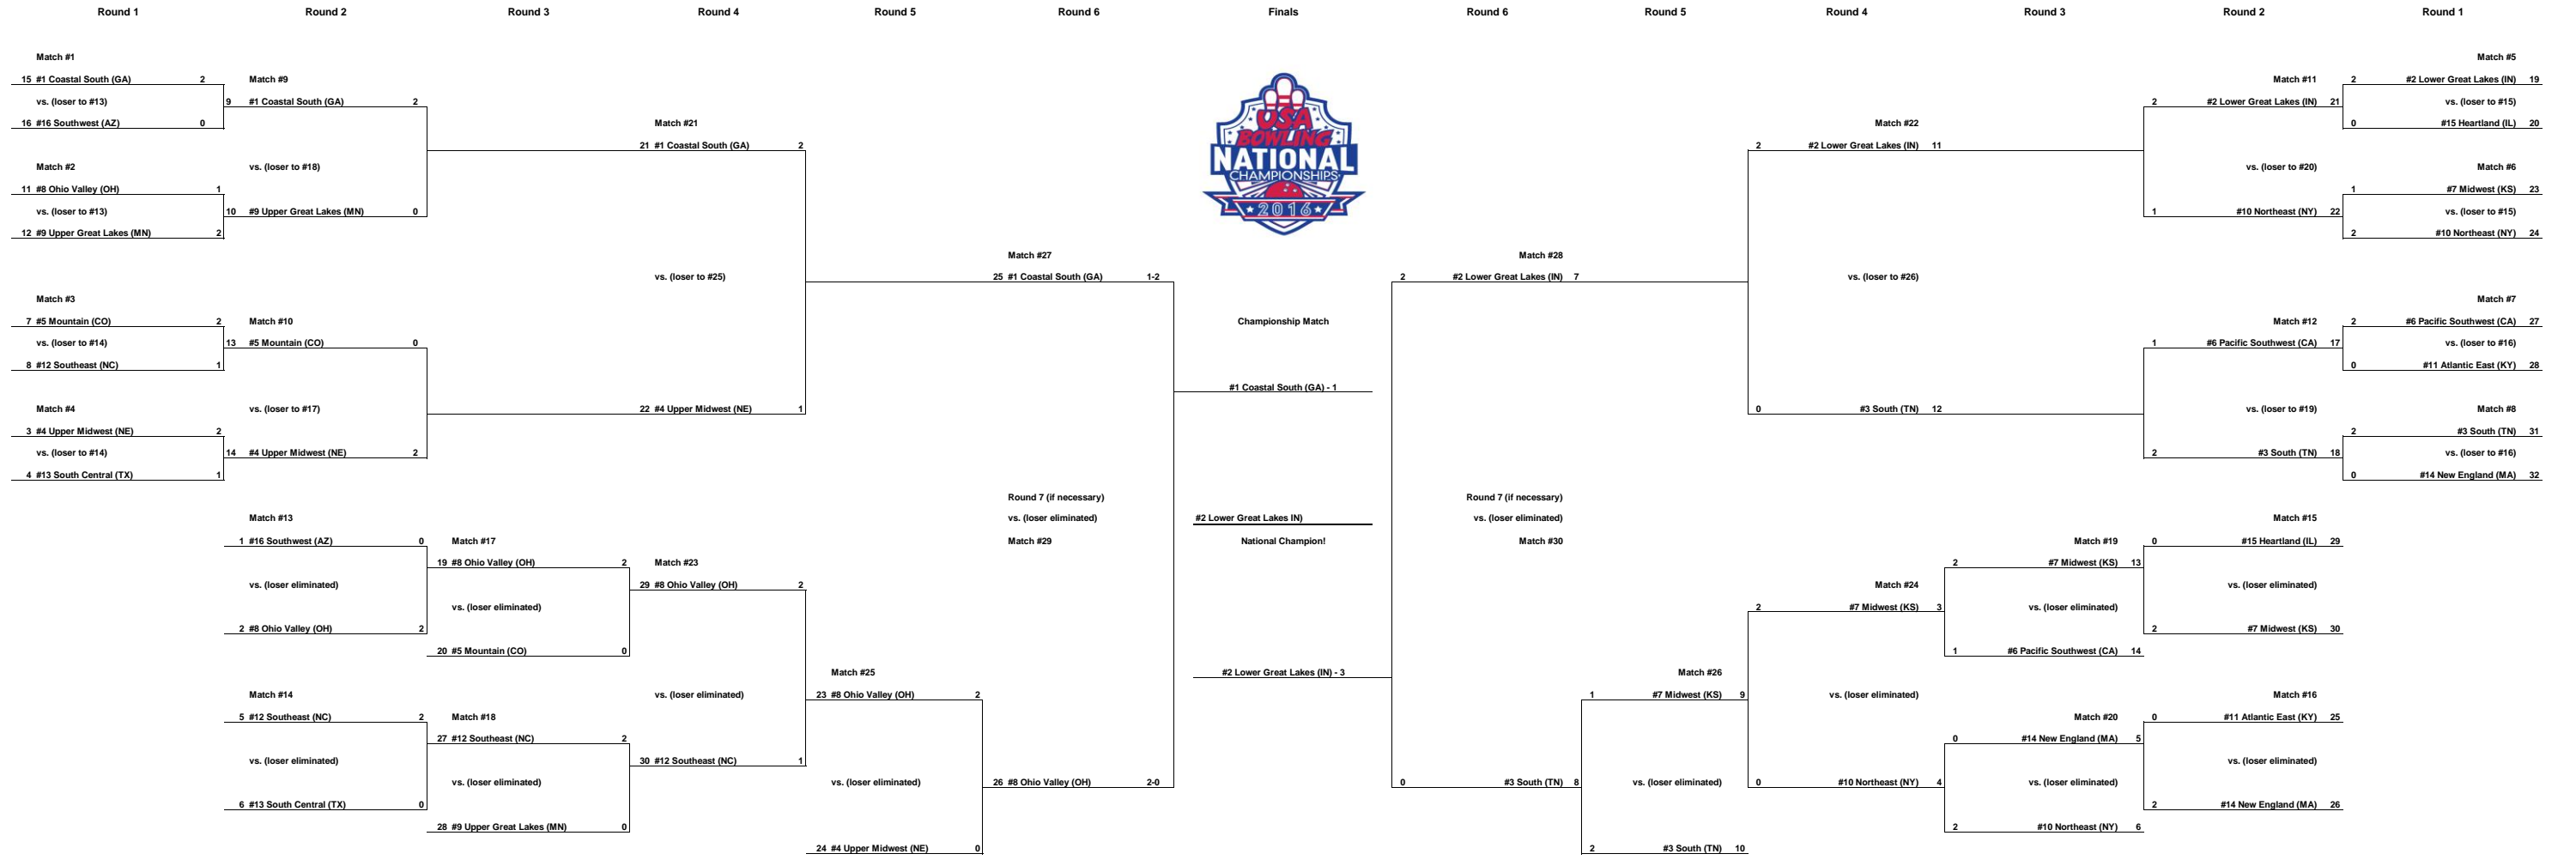 Round 1 Round 2 Round 3 Round 4 Round 5 Round 6 Finals Round 6 Round 5 Round 4 Round 3 Round 2 Round 1
Match #1
15 #1 Coastal South (GA) 2
vs. (loser to #13)
16 #16 Southwest (AZ) 0
Match #2
11 #8 Ohio Valley (OH) 1
vs. (loser to #13)
12 #9 Upper Great Lakes (MN) 2
Match #3
7 #5 Mountain (CO) 2
vs. (loser to #14)
8 #12 Southeast (NC) 1
Match #4
3 #4 Upper Midwest (NE) 2
vs. (loser to #14)
4 #13 South Central (TX) 1
Match #9
9 #1 Coastal South (GA) 2
vs. (loser to #18)
10 #9 Upper Great Lakes (MN) 0
Match #10
13 #5 Mountain (CO) 0
vs. (loser to #17)
14 #4 Upper Midwest (NE) 2
Match #13
1 #16 Southwest (AZ) 0
vs. (loser eliminated)
2 #8 Ohio Valley (OH) 2
Match #14
5 #12 Southeast (NC) 2
vs. (loser eliminated)
6 #13 South Central (TX) 0
Match #17
19 #8 Ohio Valley (OH) 2
vs. (loser eliminated)
20 #5 Mountain (CO) 0
Match #18
27 #12 Southeast (NC) 2
vs. (loser eliminated)
28 #9 Upper Great Lakes (MN) 0
Match #21
21 #1 Coastal South (GA) 2
vs. (loser to #25)
22 #4 Upper Midwest (NE) 1
Match #23
29 #8 Ohio Valley (OH) 2
vs. (loser eliminated)
30 #12 Southeast (NC) 1
Match #25
23 #8 Ohio Valley (OH) 2
vs. (loser eliminated)
24 #4 Upper Midwest (NE) 0
Match #27
25 #1 Coastal South (GA) 1-2
Round 7 (if necessary)
vs. (loser eliminated)
Match #29
26 #8 Ohio Valley (OH) 2-0
USA
BOWLING
NATIONAL
CHAMPIONSHIPS
2016
Championship Match
#1 Coastal South (GA) - 1
#2 Lower Great Lakes IN)
National Champion!
#2 Lower Great Lakes (IN) - 3
Match #28
2 #2 Lower Great Lakes (IN) 7
Round 7 (if necessary)
vs. (loser eliminated)
Match #30
0 #3 South (TN) 8
Match #26
1 #7 Midwest (KS) 9
vs. (loser eliminated)
2 #3 South (TN) 10
Match #22
2 #2 Lower Great Lakes (IN) 11
vs. (loser to #26)
0 #3 South (TN) 12
Match #24
2 #7 Midwest (KS) 3
vs. (loser eliminated)
0 #10 Northeast (NY) 4
Match #19
2 #7 Midwest (KS) 13
vs. (loser eliminated)
1 #6 Pacific Southwest (CA) 14
Match #20
0 #14 New England (MA) 5
vs. (loser eliminated)
2 #10 Northeast (NY) 6
Match #11
2 #2 Lower Great Lakes (IN) 21
vs. (loser to #20)
1 #10 Northeast (NY) 22
Match #12
1 #6 Pacific Southwest (CA) 17
vs. (loser to #19)
2 #3 South (TN) 18
Match #15
0 #15 Heartland (IL) 29
vs. (loser eliminated)
2 #7 Midwest (KS) 30
Match #16
0 #11 Atlantic East (KY) 25
vs. (loser eliminated)
2 #14 New England (MA) 26
Match #5
2 #2 Lower Great Lakes (IN) 19
vs. (loser to #15)
0 #15 Heartland (IL) 20
Match #6
1 #7 Midwest (KS) 23
vs. (loser to #15)
2 #10 Northeast (NY) 24
Match #7
2 #6 Pacific Southwest (CA) 27
vs. (loser to #16)
0 #11 Atlantic East (KY) 28
Match #8
2 #3 South (TN) 31
vs. (loser to #16)
0 #14 New England (MA) 32